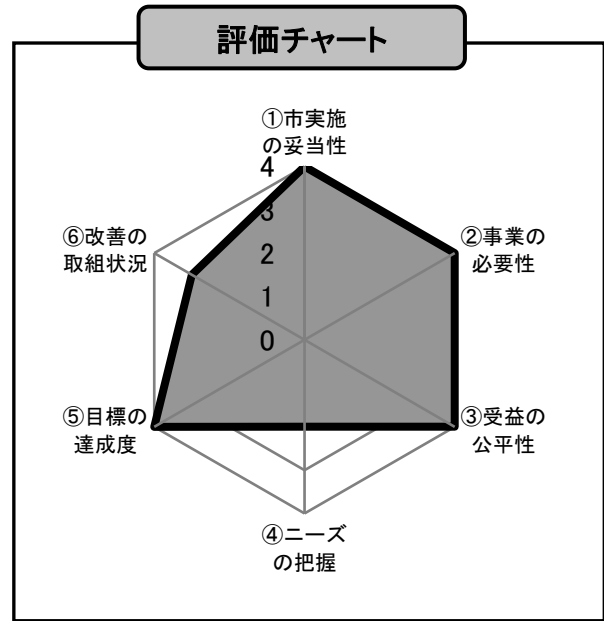 評価チャート
①市実施
の妥当性
4
3
2
1
0
②事業の
必要性
③受益の
公平性
④ニーズ
の把握
⑤目標の
達成度
⑥改善の
取組状況